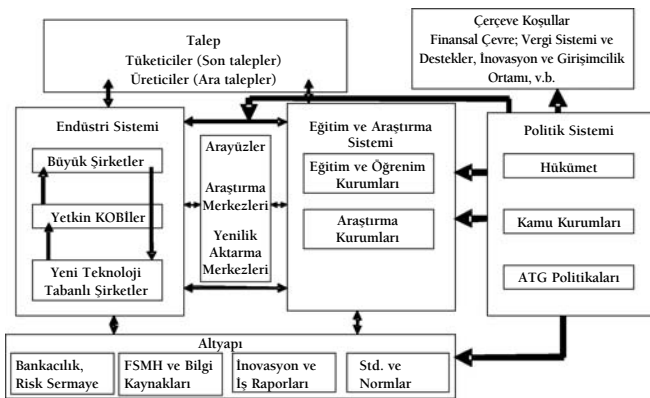 Talep
Tüketiciler (Son talepler)
Üreticiler (Ara talepler)
Çerçeve Koşullar
Finansal Çevre; Vergi Sistemi ve
Destekler, İnovasyon ve Girişimcilik
Ortamı, v.b.
Endüstri Sistemi
Büyük Şirketler
Yetkin KOBİler
Yeni Teknoloji
Tabanlı Şirketler
Arayüzler
Araştırma
Merkezleri
Yenilik
Aktarma
Merkezleri
Eğitim ve Araştırma
Sistemi
Eğitim ve Öğrenim
Kurumları
Araştırma
Kurumları
Politik Sistemi
Hükümet
Kamu Kurumları
ATG Politikaları
Altyapı
Bankacılık,
Risk Sermaye
FSMH ve Bilgi
Kaynakları
İnovasyon ve
İş Raporları
Std. ve
Normlar